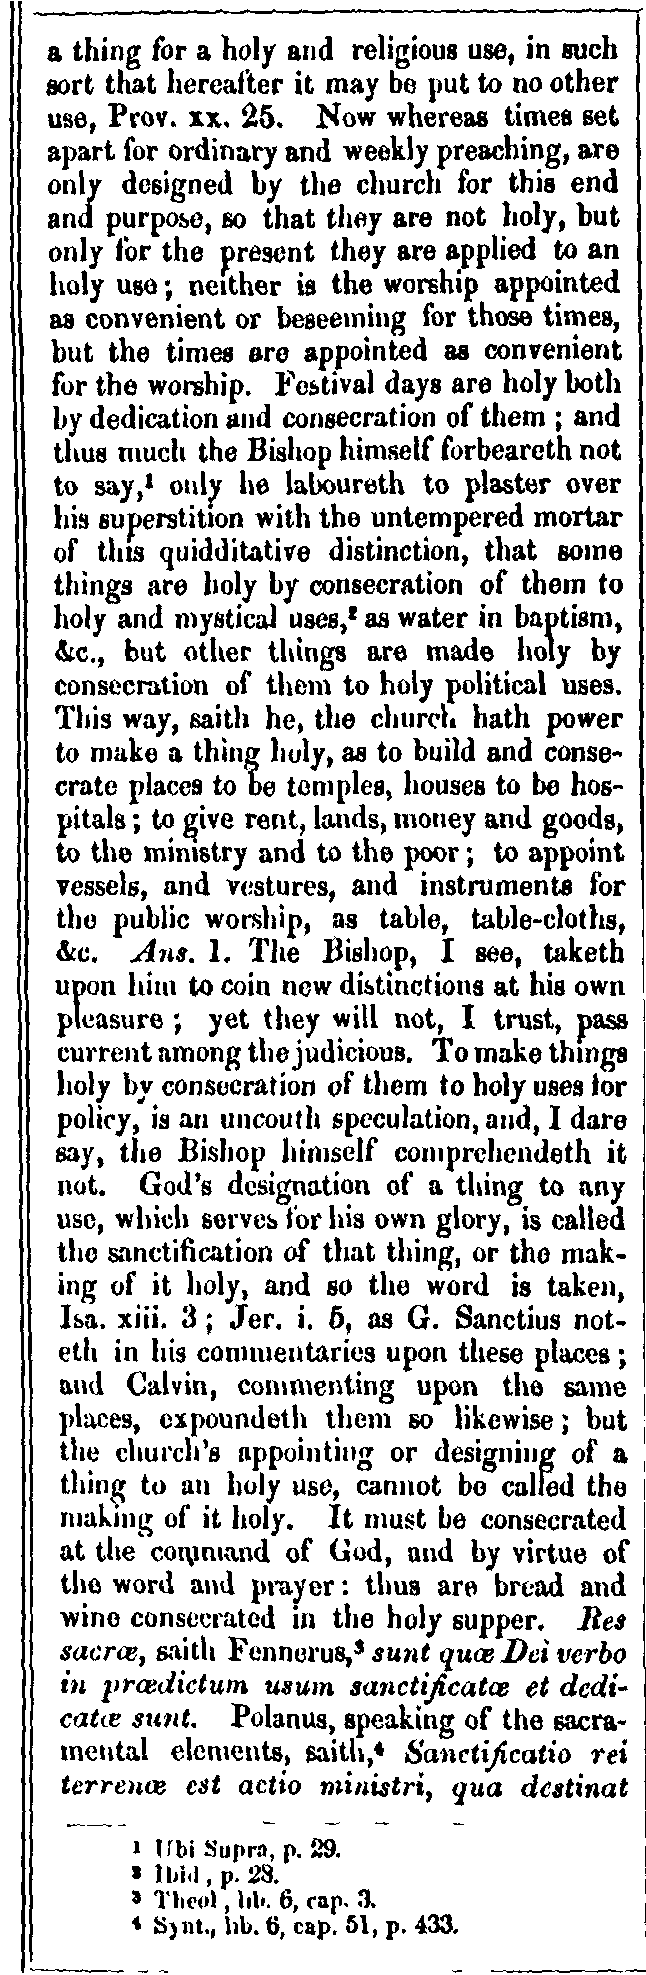 a thing for a holy and religious use, in such
sort that hereafter it may be put to no other
use, Prov. xx. 25. Now whereas times set
apart for ordinary and weekly preaching, are
only designed by the church for this end
and purpose, so that they are not holy, but
only for the present they are applied to an
holy use; neither is the worship appointed
as convenient or beseeming for those times,
but the times are appointed as convenient
for the worship. Festival days are holy both
by dedication and consecration of them; and
thus much the Bishop himself forbeareth not
to say,¹ only he laboureth to plaster over
his superstition with the untempered mortar
of this quidditative distinction, that some
things are holy by consecration of them to
holy and mystical uses,² as water in baptism,
&c., but other things are made holy by
consecration of them to holy political uses.
This way, saith he, the church hath power
to make a thing holy, as to build and conse-
crate places to be temples, houses to be hos-
pitals; to give rent, lands, money and goods,
to the ministry and to the poor; to appoint
vessels, and vestures, and instruments for
the public worship, as table, table-cloths,
&c. Ans. 1. The Bishop, I see, taketh
upon him to coin new distinctions at his own
pleasure; yet they will not, I trust, pass
current among the judicious. To make things
holy by consecration of them to holy uses for
policy, is an uncouth speculation, and, I dare
say, the Bishop himself comprehendeth it
not. God's designation of a thing to any
use, which serves for his own glory, is called
the sanctification of that thing, or the mak-
ing of it holy, and so the word is taken,
Isa. xiii. 3; Jer. i. 5, as G. Sanctius not-
eth in his commentaries upon these places;
and Calvin, commenting upon the same
places, expoundeth them so likewise; but
the church's appointing or designing of a
thing to an holy use, cannot be called the
making of it holy. It must be consecrated
at the command of God, and by virtue of
the word and prayer: thus are bread and
wine consecrated in the holy supper. Res
sacræ, saith Fennerus,³ sunt quæ Dei verbo
in prædictum usum sanctificatæ et dedi-
catæ sunt. Polanus, speaking of the sacra-
mental elements, saith,⁴ Sanctificatio rei
terrenæ est actio ministri, qua destinat
¹ Ubi Supra, p. 29.
² Ibid, p. 28.
³ Theol, lib. 6, cap. 3.
⁴ Synt., lib. 6, cap. 51, p. 433.